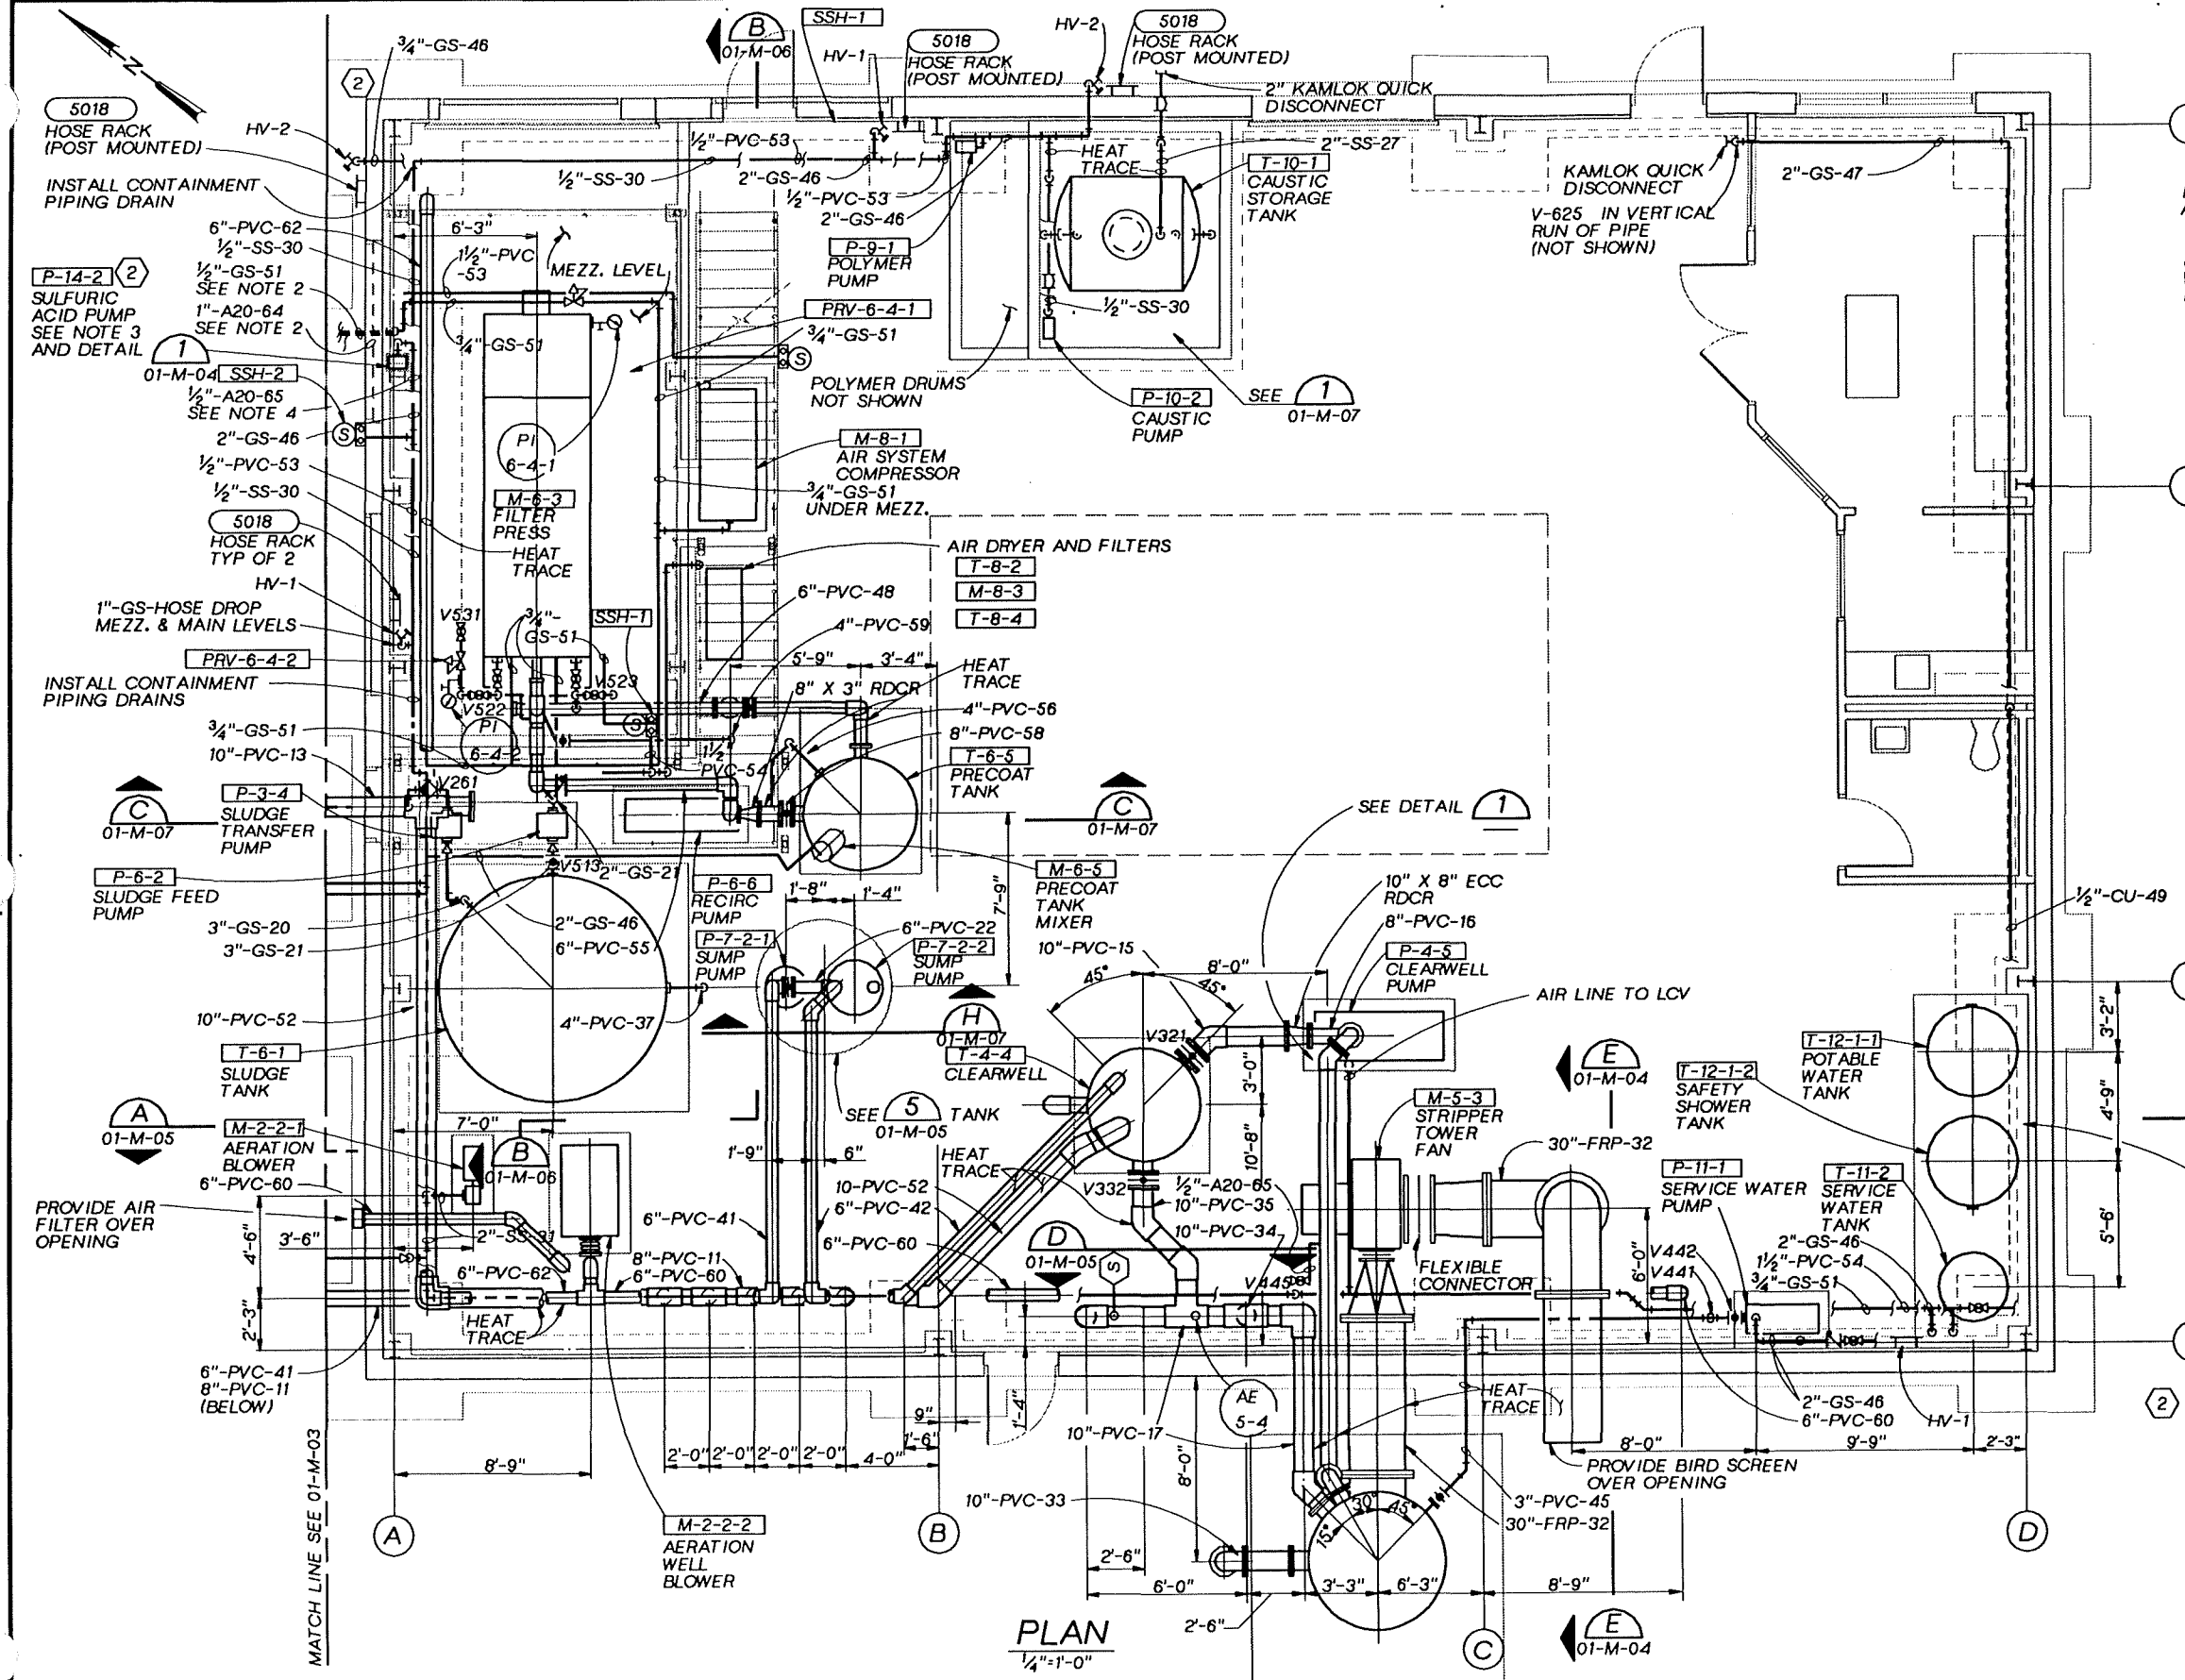 N
3/4"-GS-46
2
5018
HOSE RACK
(POST MOUNTED)
HV-2
INSTALL CONTAINMENT
PIPING DRAIN
6"-PVC-62
1/2"-SS-30
P-14-2
2
1/2"-GS-51
SEE NOTE 2
SULFURIC
ACID PUMP
SEE NOTE 3
AND DETAIL
1"-A20-64
SEE NOTE 2
1
01-M-04
SSH-2
1/2"-A20-65
SEE NOTE 4
2"-GS-46
S
1/2"-PVC-53
1/2"-SS-30
5018
HOSE RACK
TYP OF 2
HV-1
1"-GS-HOSE DROP
MEZZ. & MAIN LEVELS
PRV-6-4-2
INSTALL CONTAINMENT
PIPING DRAINS
3/4"-GS-51
10"-PVC-13
C
01-M-07
P-3-4
SLUDGE
TRANSFER
PUMP
P-6-2
SLUDGE FEED
PUMP
3"-GS-20
3"-GS-21
10"-PVC-52
T-6-1
SLUDGE
TANK
A
01-M-05
M-2-2-1
AERATION
BLOWER
6"-PVC-60
PROVIDE AIR
FILTER OVER
OPENING
4'-6"
3'-6"
2'-3"
6"-PVC-41
8"-PVC-11
(BELOW)
MATCH LINE SEE 01-M-03
B
01-M-06
SSH-1
HV-1
5018
HOSE RACK
(POST MOUNTED)
HV-2
5018
HOSE RACK
(POST MOUNTED)
2" KAMLOK QUICK
DISCONNECT
1/2"-PVC-53
1/2"-SS-30
2"-GS-46
1/2"-PVC-53
2"-GS-46
HEAT
TRACE
2"-SS-27
T-10-1
CAUSTIC
STORAGE
TANK
KAMLOK QUICK
DISCONNECT
2"-GS-47
V-625 IN VERTICAL
RUN OF PIPE
(NOT SHOWN)
6'-3"
1 1/2"-PVC
-53
MEZZ. LEVEL
P-9-1
POLYMER
PUMP
PRV-6-4-1
3/4"-GS-51
3/4"-GS-51
S
1/2"-SS-30
POLYMER DRUMS
NOT SHOWN
P-10-2
CAUSTIC
PUMP
SEE
1
01-M-07
PI
6-4-1
M-6-3
FILTER
PRESS
HEAT
TRACE
M-8-1
AIR SYSTEM
COMPRESSOR
3/4"-GS-51
UNDER MEZZ.
AIR DRYER AND FILTERS
T-8-2
M-8-3
T-8-4
V531
3/4"-
GS-51
SSH-1
6"-PVC-48
4"-PVC-59
5'-9"
3'-4"
HEAT
TRACE
V523
V522
8" X 3" RDCR
4"-PVC-56
8"-PVC-58
S
PI
6-4-2
1 1/2"
PVC-54
T-6-5
PRECOAT
TANK
V261
C
01-M-07
SEE DETAIL
1
V513
2"-GS-21
P-6-6
RECIRC
PUMP
M-6-5
PRECOAT
TANK
MIXER
1'-8"
1'-4"
7'-9"
2"-GS-46
6"-PVC-55
P-7-2-1
SUMP
PUMP
6"-PVC-22
P-7-2-2
SUMP
PUMP
4"-PVC-37
H
01-M-07
10"-PVC-15
10" X 8" ECC
RDCR
8"-PVC-16
P-4-5
CLEARWELL
PUMP
8'-0"
45°
45°
AIR LINE TO LCV
V321
T-4-4
CLEARWELL
3'-0"
10'-8"
1/2"-CU-49
3'-2"
4'-9"
5'-6"
T-12-1-1
POTABLE
WATER
TANK
T-12-1-2
SAFETY
SHOWER
TANK
E
01-M-04
M-5-3
STRIPPER
TOWER
FAN
30"-FRP-32
P-11-1
SERVICE WATER
PUMP
T-11-2
SERVICE
WATER
TANK
SEE
5
01-M-05
TANK
7'-0"
B
01-M-06
1'-9"
6"
HEAT
TRACE
V332
1/2"-A20-65
10"-PVC-35
10"-PVC-34
10-PVC-52
6"-PVC-42
6"-PVC-41
6"-PVC-60
2"-SS-31
D
01-M-05
S
V445
6"-PVC-62
8"-PVC-11
6"-PVC-60
HEAT
TRACE
FLEXIBLE
CONNECTOR
6'-0"
V442
V441
2"-GS-46
1 1/2"-PVC-54
3/4"-GS-51
2"-GS-46
6"-PVC-60
HV-1
2
AE
5-4
HEAT
TRACE
10"-PVC-17
1'-4"
9"
1'-6"
2'-0"
2'-0"
2'-0"
2'-0"
4'-0"
8'-9"
8'-0"
8'-0"
9'-9"
2'-3"
PROVIDE BIRD SCREEN
OVER OPENING
3"-PVC-45
30"-FRP-32
10"-PVC-33
15°
30°
45°
M-2-2-2
AERATION
WELL
BLOWER
2'-6"
6'-0"
3'-3"
6'-3"
8'-9"
2'-6"
A
B
C
D
E
01-M-04
PLAN
1/4"=1'-0"